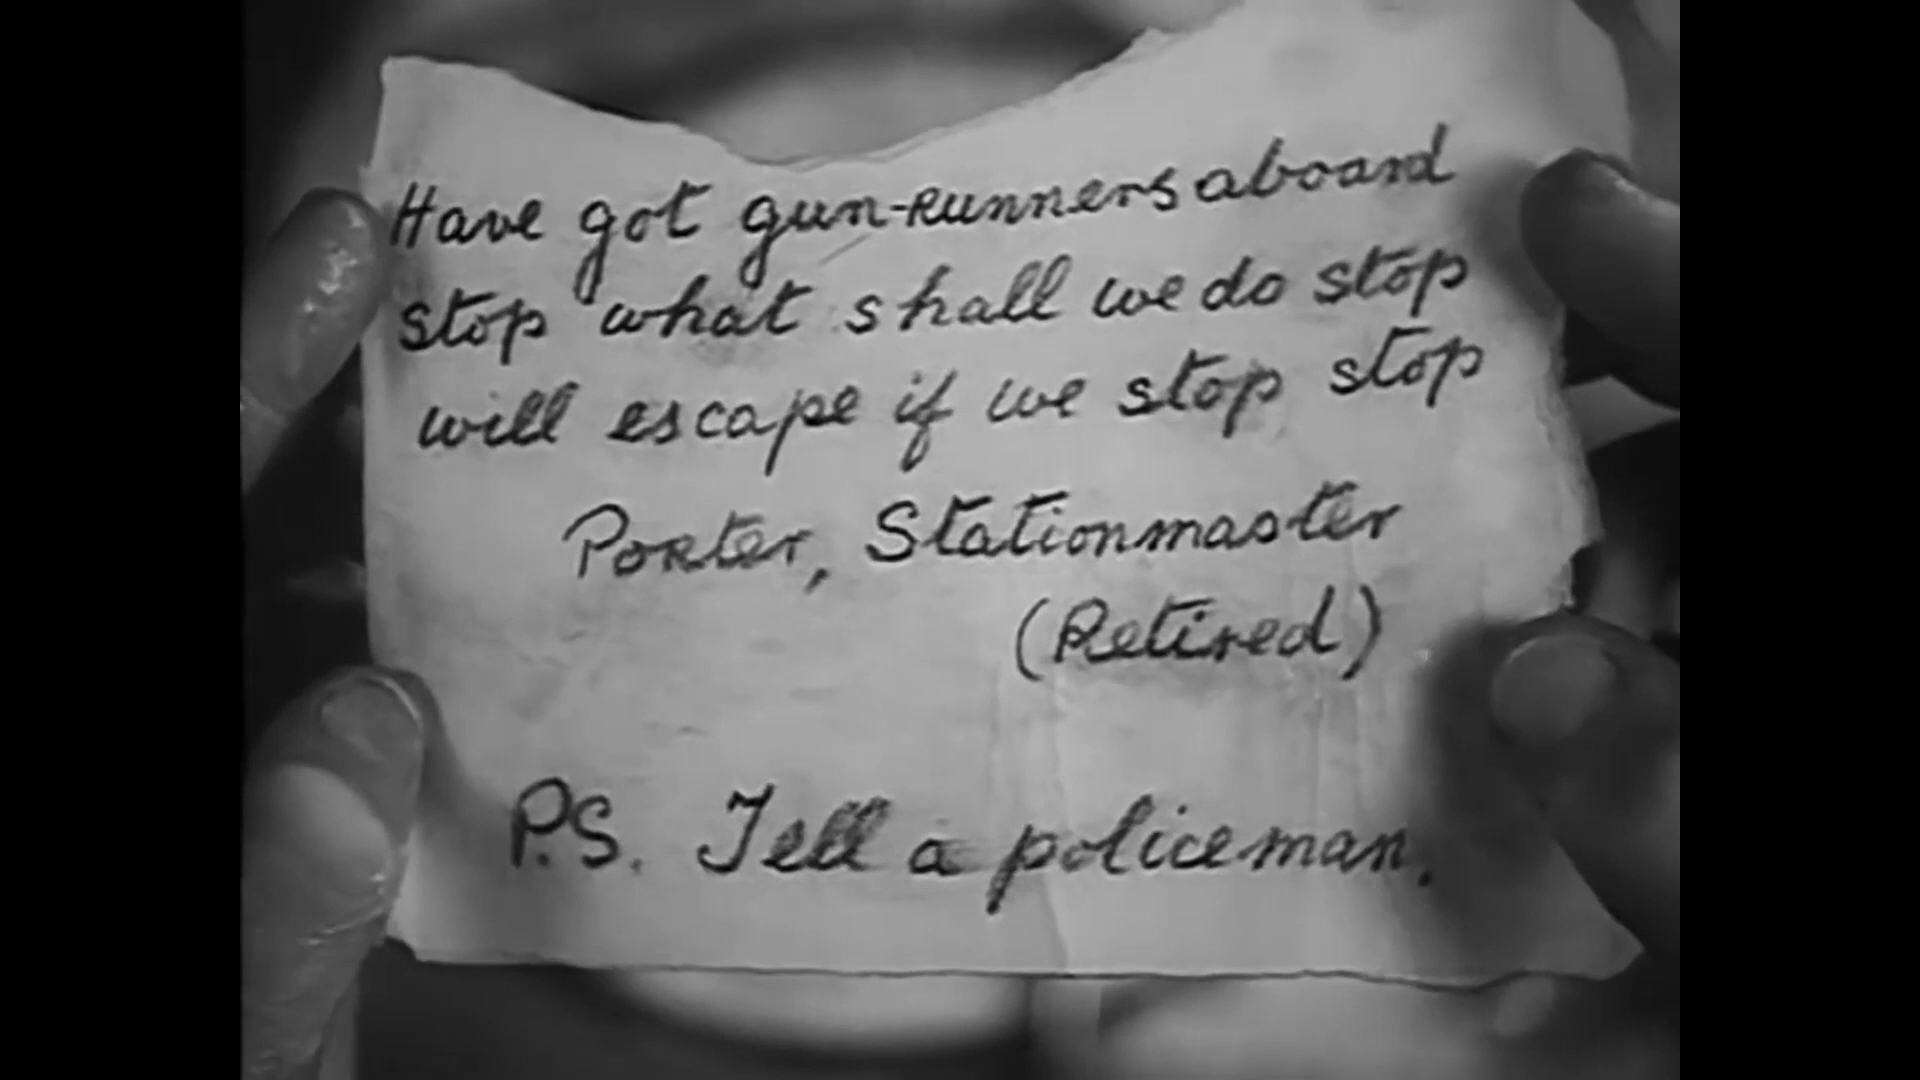 Have got gun-runners aboard
stop what shall we do stop
will escape if we stop stop
Porter, Stationmaster
(Retired)
P.S. Tell a policeman.